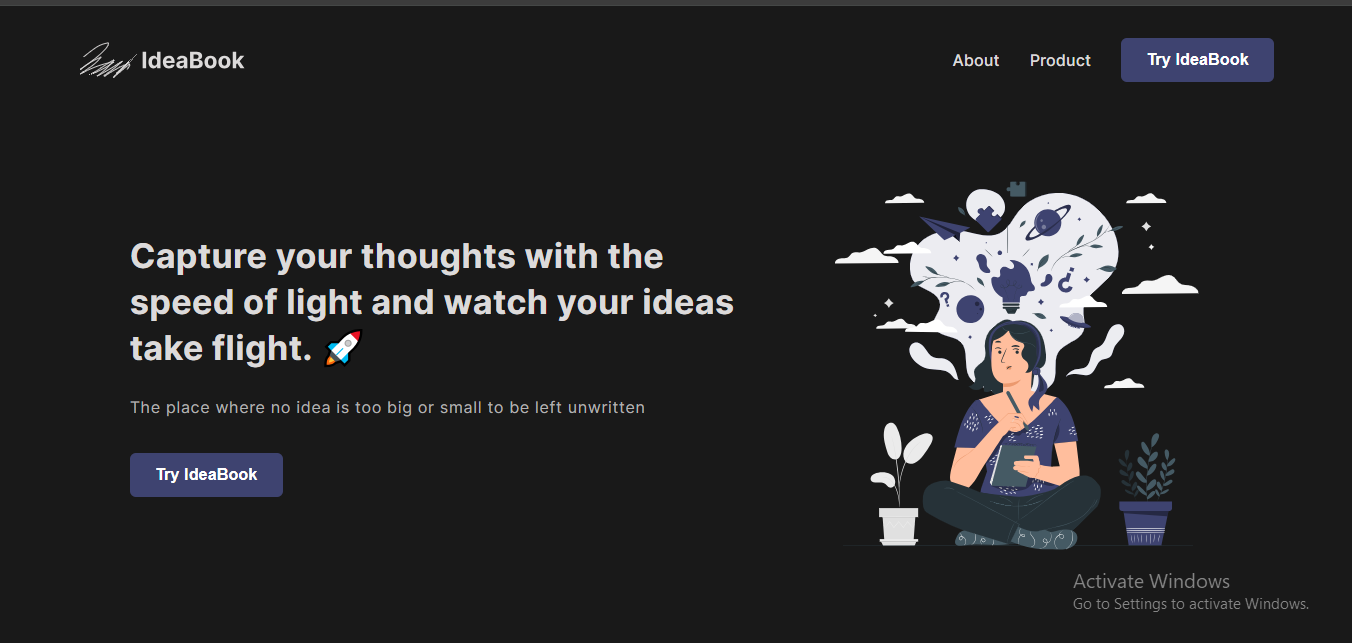 IdeaBook
About
Product
Try IdeaBook
Capture your thoughts with the
speed of light and watch your ideas
take flight. 🚀
The place where no idea is too big or small to be left unwritten
Try IdeaBook
?
Activate Windows
Go to Settings to activate Windows.